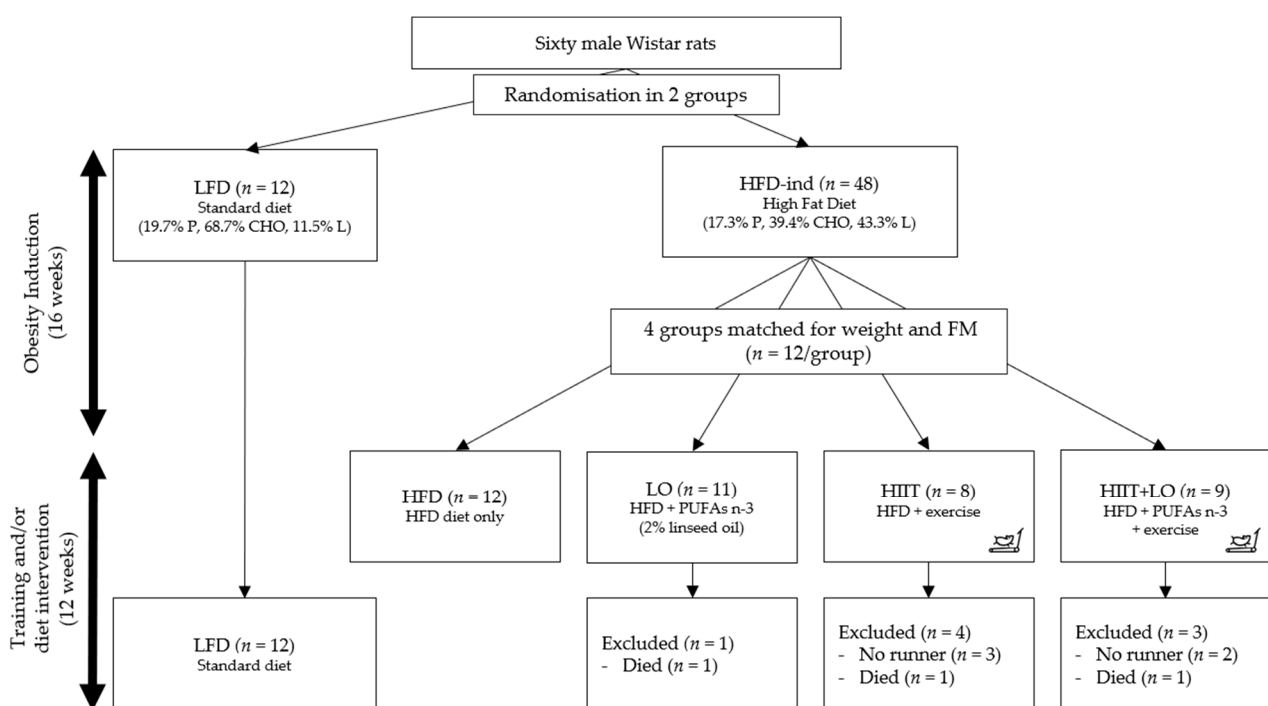 Sixty male Wistar rats
Randomisation in 2 groups
Obesity Induction
(16 weeks)
LFD (n = 12)
Standard diet
(19.7% P, 68.7% CHO, 11.5% L)
HFD-ind (n = 48)
High Fat Diet
(17.3% P, 39.4% CHO, 43.3% L)
4 groups matched for weight and FM
(n = 12/group)
Training and/or
diet intervention
(12 weeks)
HFD (n = 12)
HFD diet only
LO (n = 11)
HFD + PUFAs n-3
(2% linseed oil)
HIIT (n = 8)
HFD + exercise
HIIT+LO (n = 9)
HFD + PUFAs n-3
+ exercise
LFD (n = 12)
Standard diet
Excluded (n = 1)
- Died (n = 1)
Excluded (n = 4)
- No runner (n = 3)
- Died (n = 1)
Excluded (n = 3)
- No runner (n = 2)
- Died (n = 1)